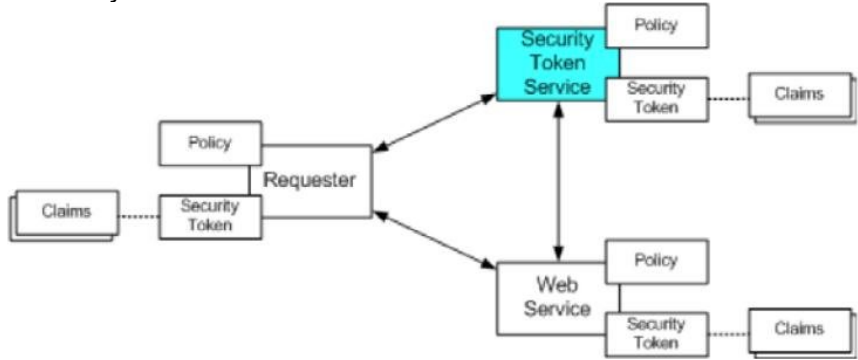 Policy
Security
Token
Service
Security
Token
Claims
Policy
Requester
Claims
Security
Token
Policy
Web
Service
Security
Token
Claims